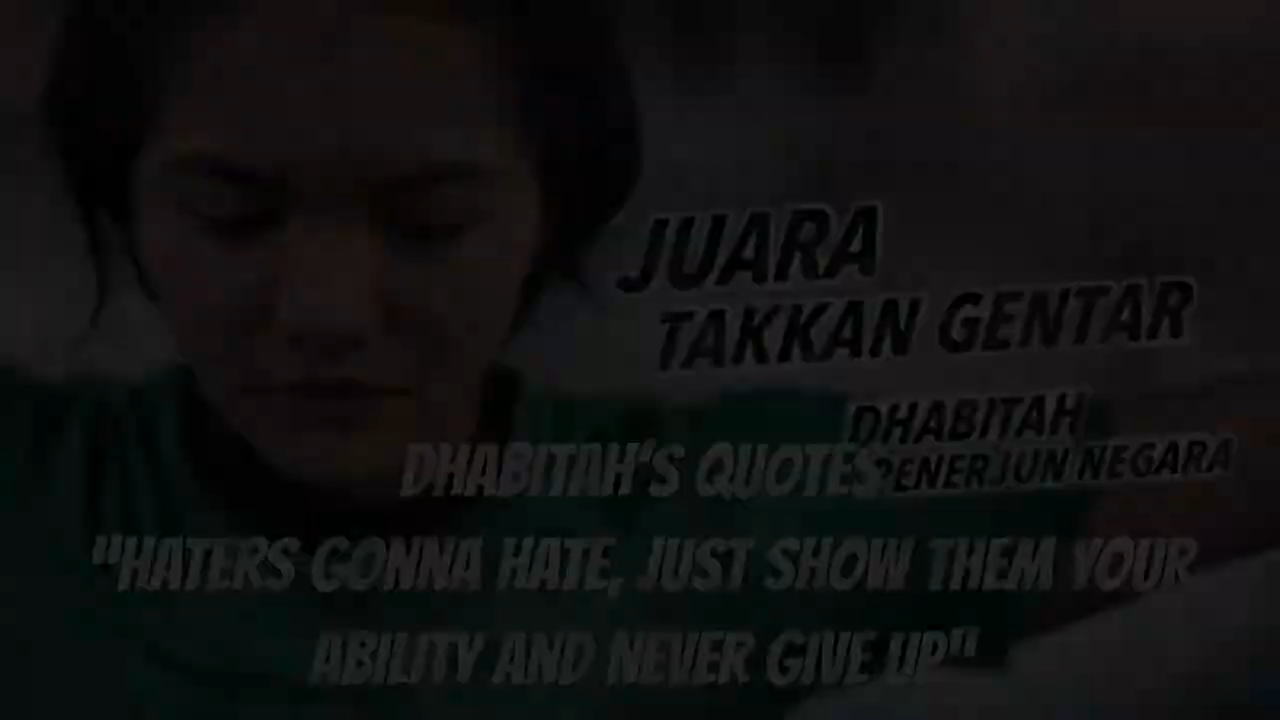 JUARA
TAKKAN GENTAR
DHABITAH
PENERJUN NEGARA
DHABITAH'S QUOTES
"HATERS GONNA HATE, JUST SHOW THEM YOUR
ABILITY AND NEVER GIVE UP"